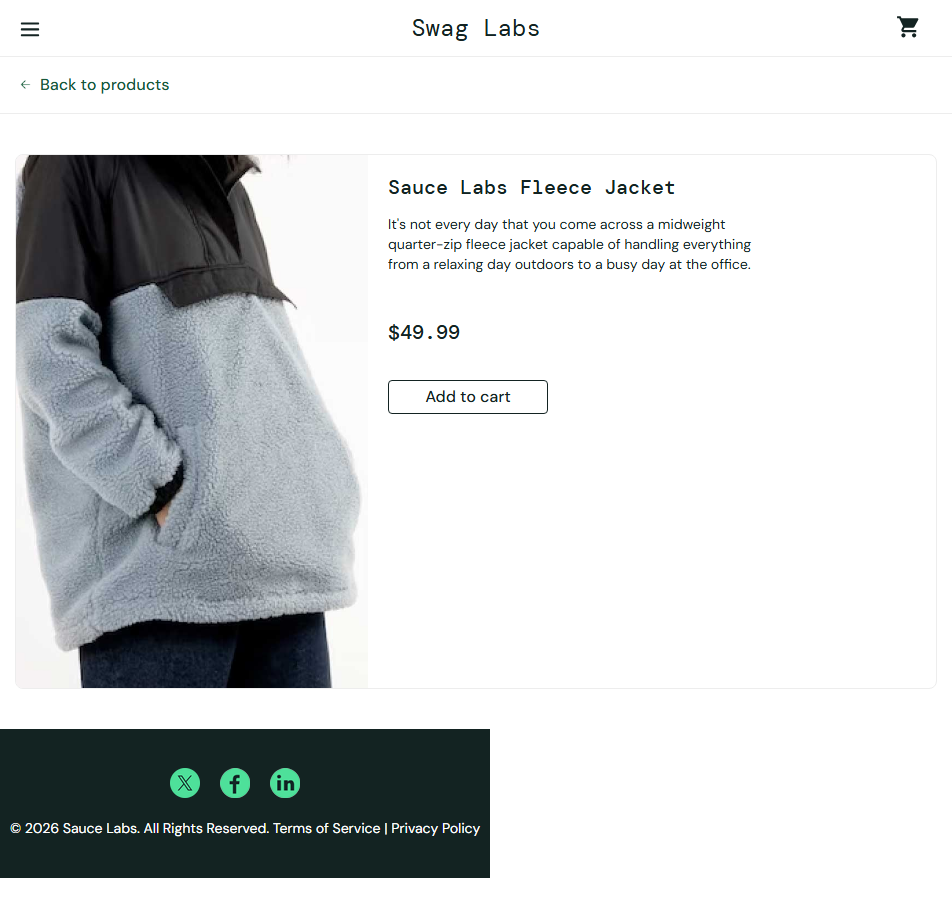 Swag Labs
Back to products
Sauce Labs Fleece Jacket
It's not every day that you come across a midweight
quarter-zip fleece jacket capable of handling everything
from a relaxing day outdoors to a busy day at the office.
$49.99
Add to cart
© 2026 Sauce Labs. All Rights Reserved. Terms of Service | Privacy Policy